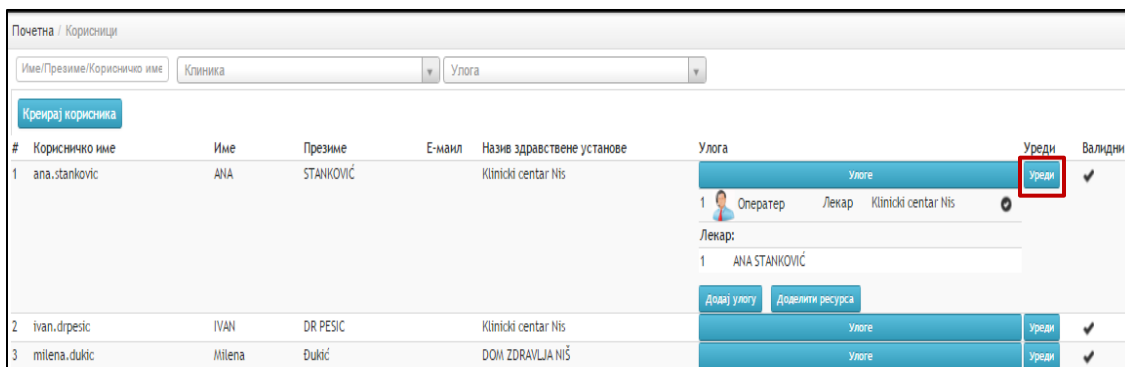 Почетна / Корисници
Име/Презиме/Корисничко име Клиника Улога
Креирај корисника
# Корисничко име Име Презиме Е-маил Назив здравствене установе Улога Уреди Валидни
1 ana.stankovic ANA STANKOVIĆ Klinicki centar Nis Улоге Уреди
1 Оператер Лекар Klinicki centar Nis
Лекар:
1 ANA STANKOVIĆ
Додај улогу Доделити ресурса
2 ivan.drpesic IVAN DR PESIC Klinicki centar Nis Улоге Уреди
3 milena.dukic Milena Đukić DOM ZDRAVLJA NIŠ Улоге Уреди